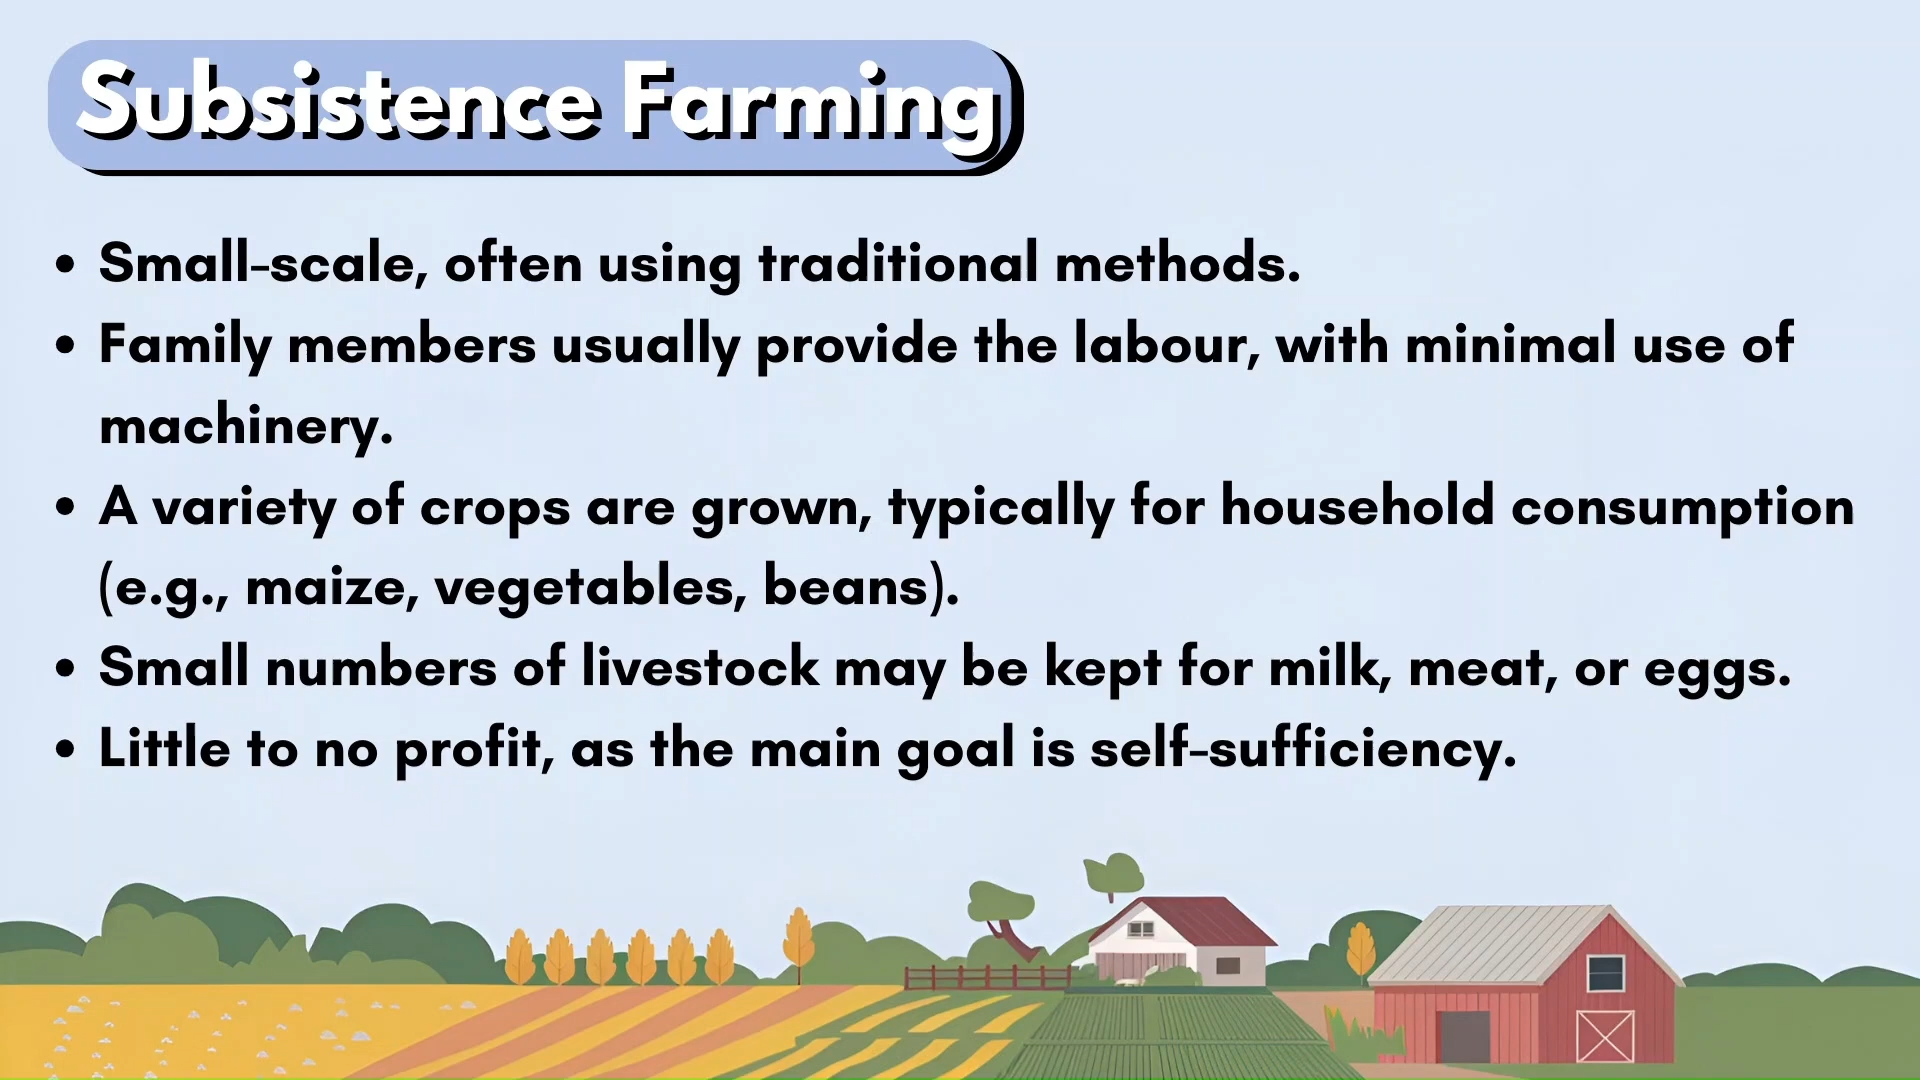 Subsistence Farming
• Small-scale, often using traditional methods.
• Family members usually provide the labour, with minimal use of
machinery.
• A variety of crops are grown, typically for household consumption
(e.g., maize, vegetables, beans).
• Small numbers of livestock may be kept for milk, meat, or eggs.
• Little to no profit, as the main goal is self-sufficiency.